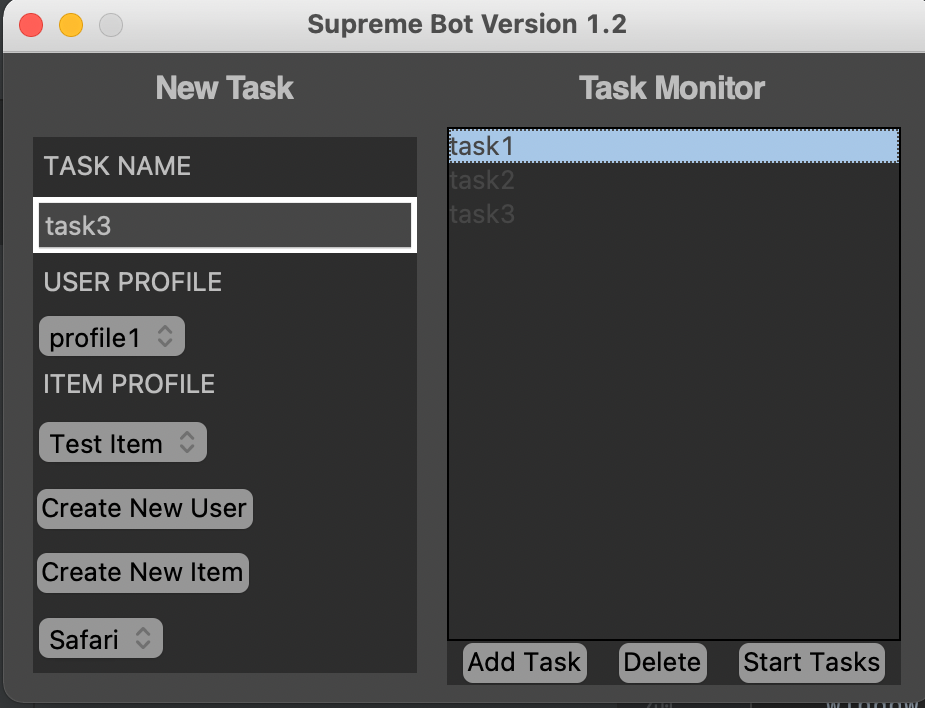 Supreme Bot Version 1.2
New Task
TASK NAME
task3
USER PROFILE
profile1
ITEM PROFILE
Test Item
Create New User
Create New Item
Safari
Task Monitor
task1
task2
task3
Add Task Delete Start Tasks